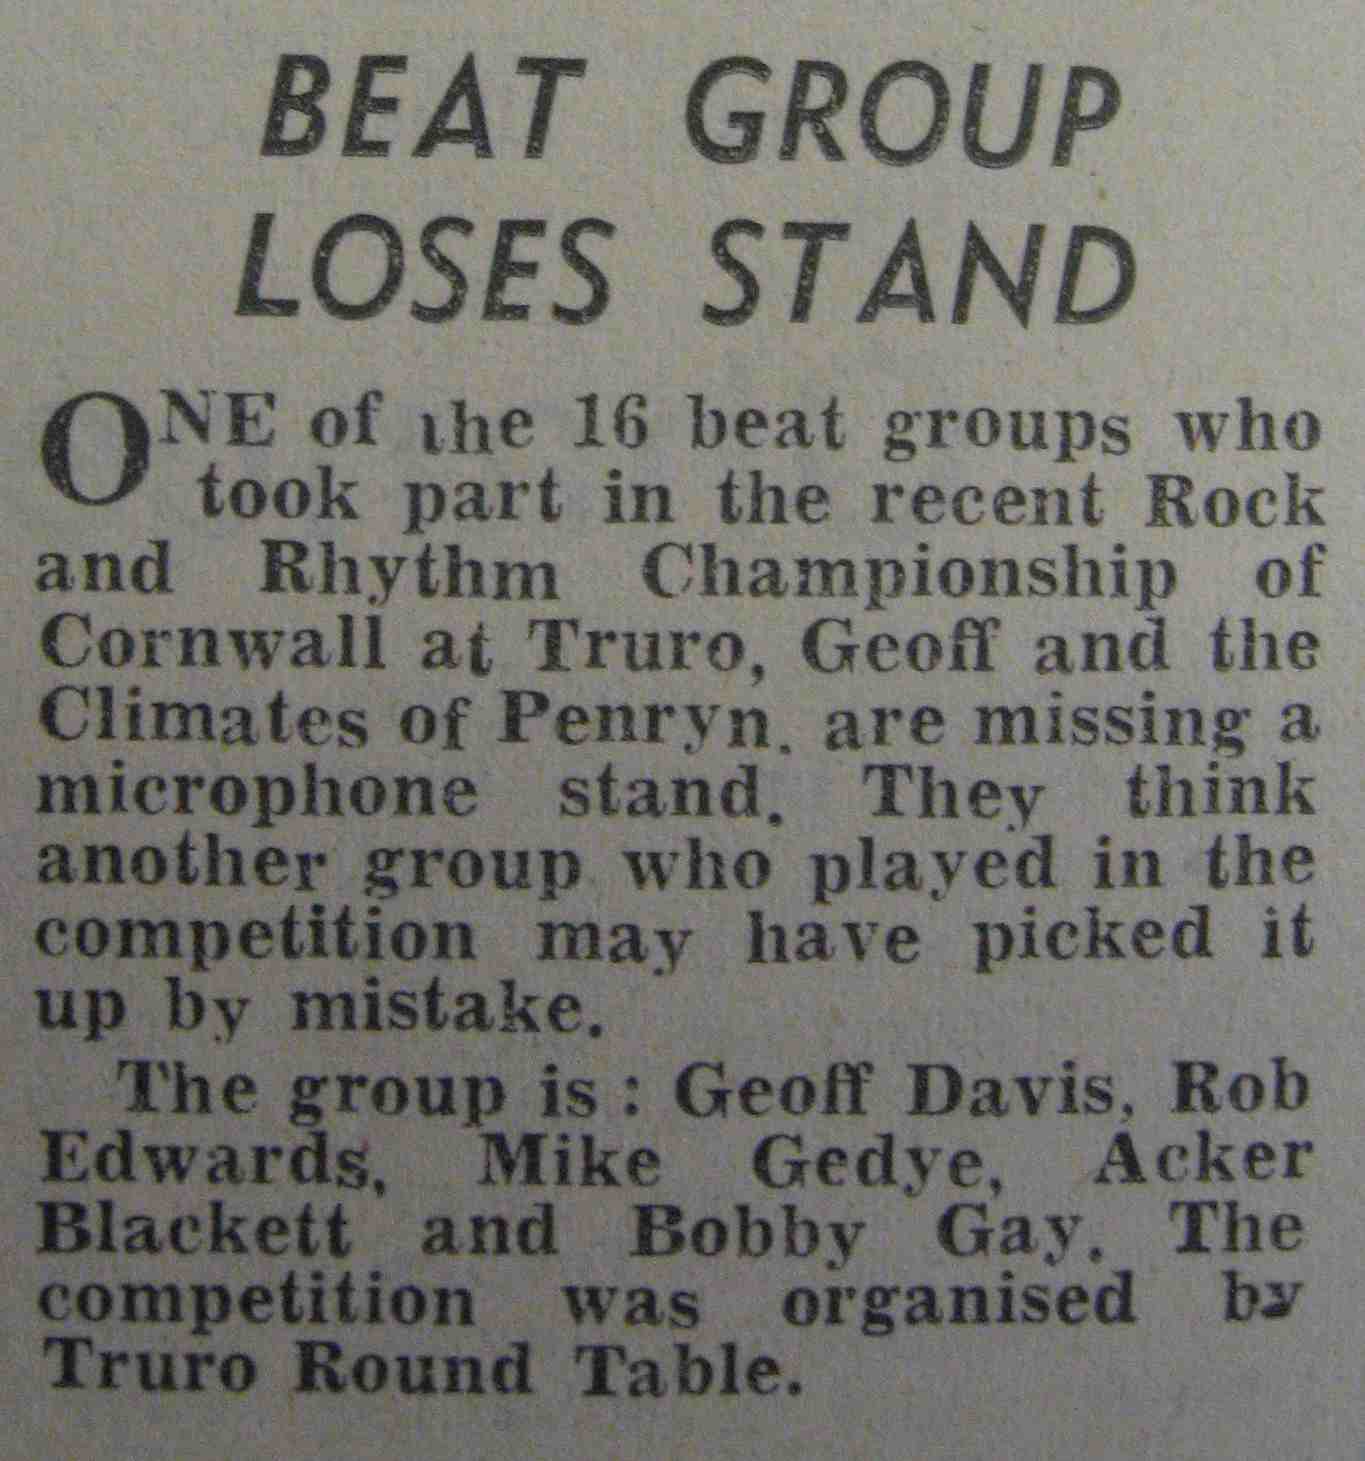 BEAT GROUP
LOSES STAND
ONE of the 16 beat groups who
took part in the recent Rock
and Rhythm Championship of
Cornwall at Truro, Geoff and the
Climates of Penryn. are missing a
microphone stand. They think
another group who played in the
competition may have picked it
up by mistake.
The group is : Geoff Davis, Rob
Edwards, Mike Gedye, Acker
Blackett and Bobby Gay. The
competition was organised by
Truro Round Table.